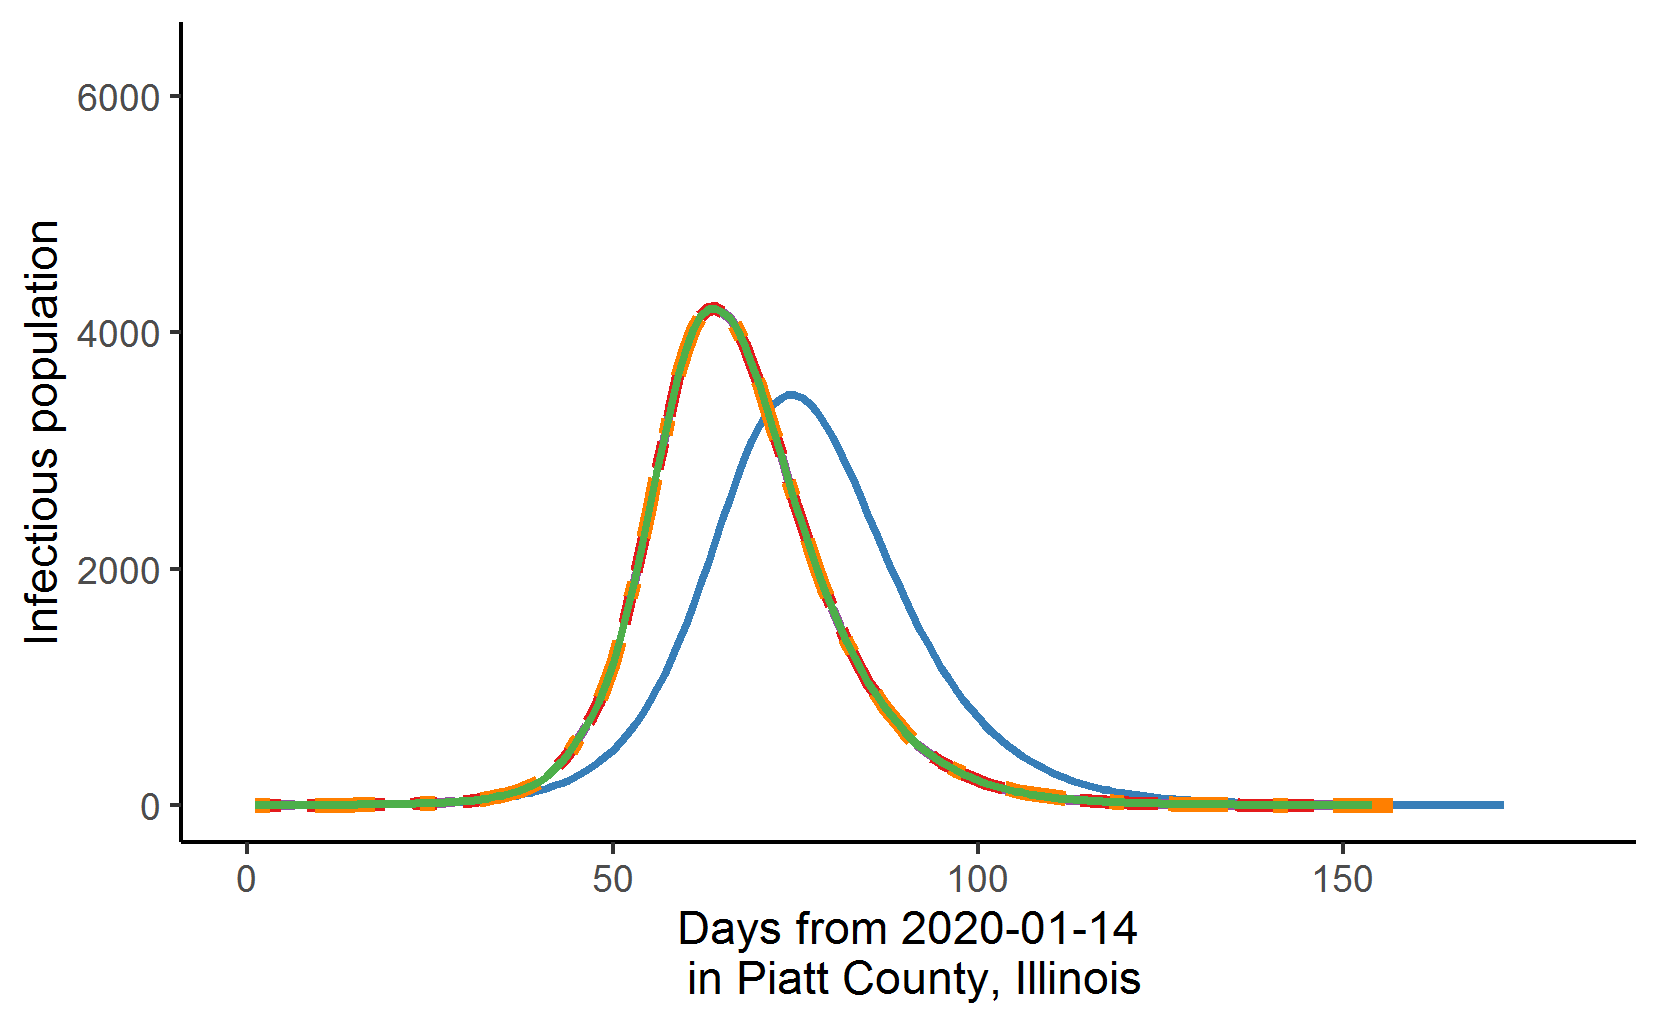 Infectious population
6000
4000
2000
0
0 50 100 150
Days from 2020-01-14
in Piatt County, Illinois